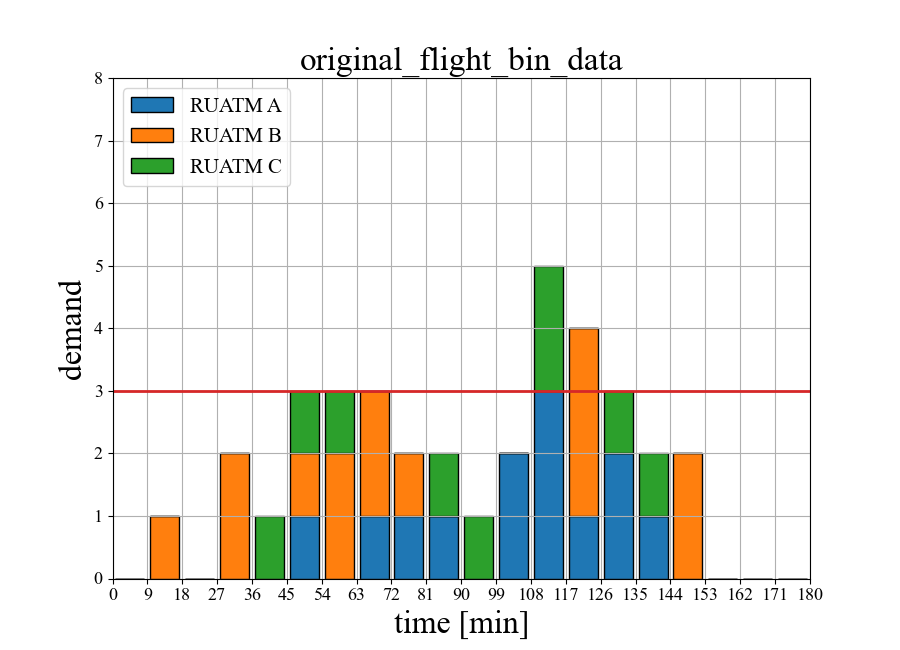 original_flight_bin_data
RUATM A
RUATM B
RUATM C
8
7
6
5
4
3
2
1
0
demand
0 9 18 27 36 45 54 63 72 81 90 99 108 117 126 135 144 153 162 171 180
time [min]